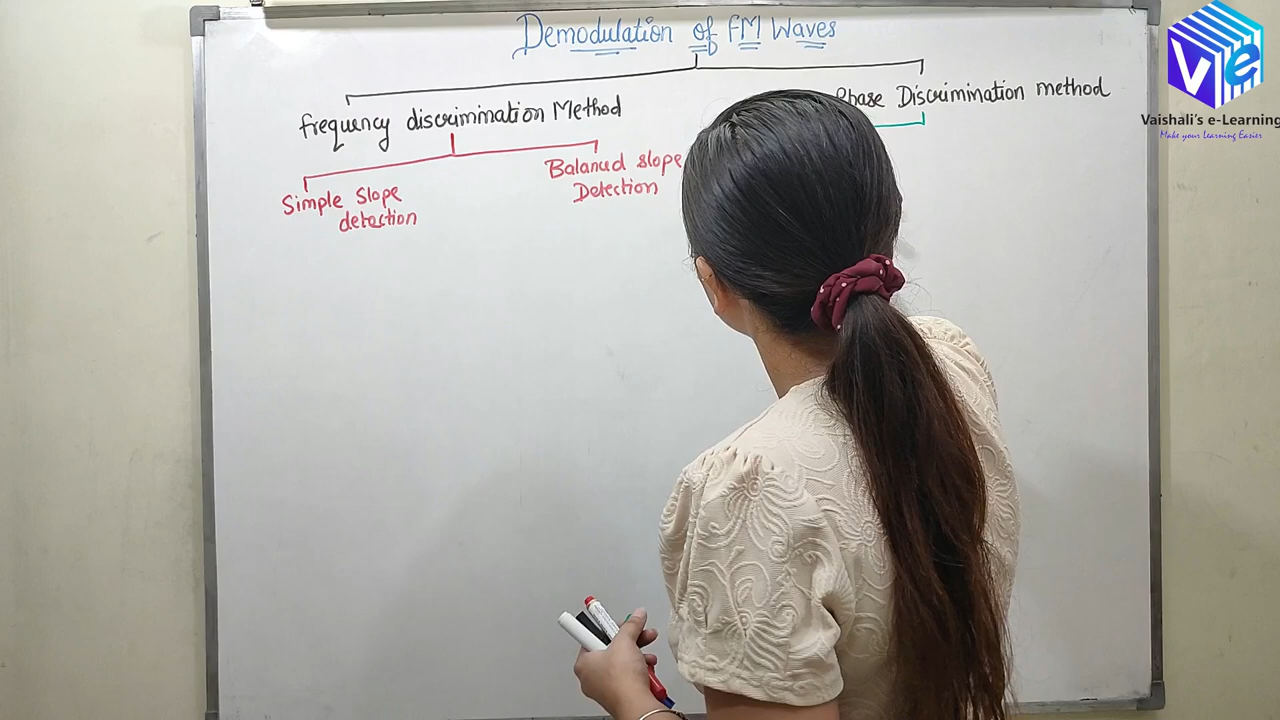 Demodulation of FM Waves
frequency discrimination Method
Phase Discrimination method
Simple Slope
detection
Balanced slope
Detection
Ve
Vaishali's e-Learning
Make your Learning Easier